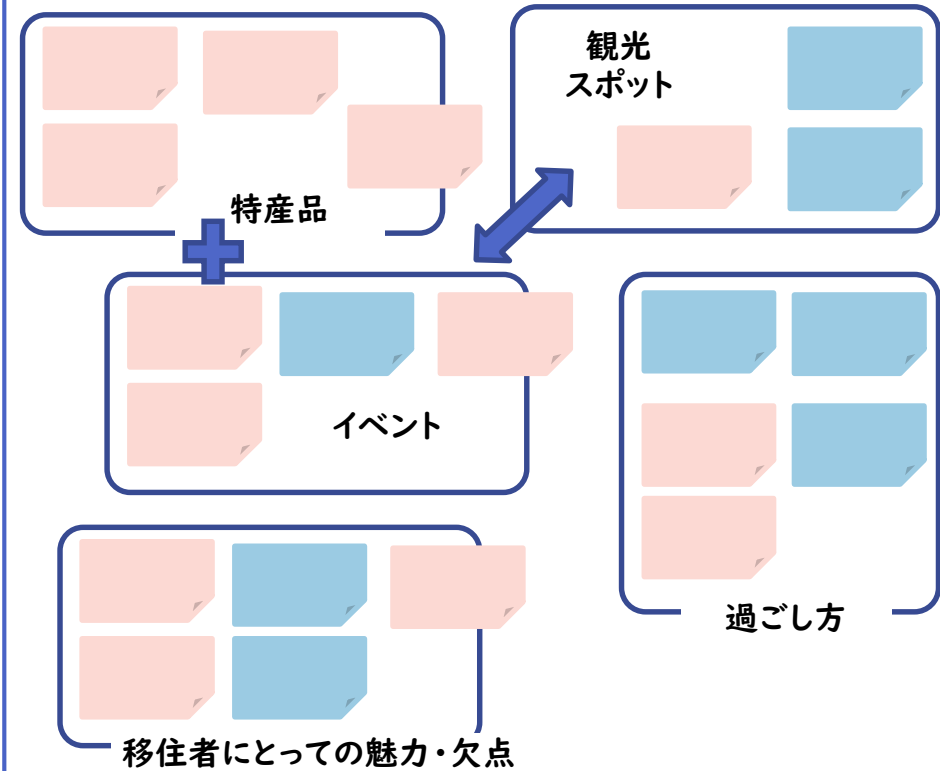 観光
スポット
特産品
イベント
過ごし方
移住者にとっての魅力・欠点